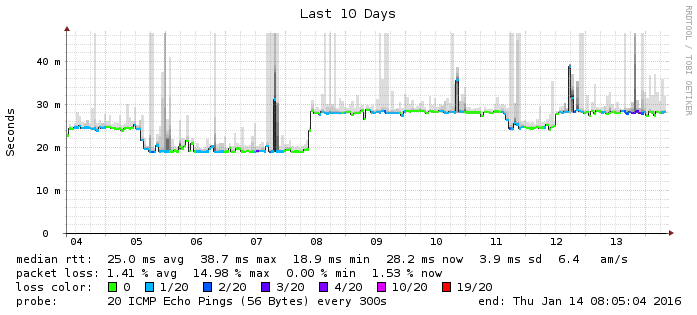 Last 10 Days
RRDTOOL / TOBI OETIKER
Seconds
40 m
30 m
20 m
10 m
0
04 05 06 07 08 09 10 11 12 13
median rtt: 25.0 ms avg 38.7 ms max 18.9 ms min 28.2 ms now 3.9 ms sd 6.4 am/s
packet loss: 1.41 % avg 14.98 % max 0.00 % min 1.53 % now
loss color: 0 1/20 2/20 3/20 4/20 10/20 19/20
probe: 20 ICMP Echo Pings (56 Bytes) every 300s end: Thu Jan 14 08:05:04 2016